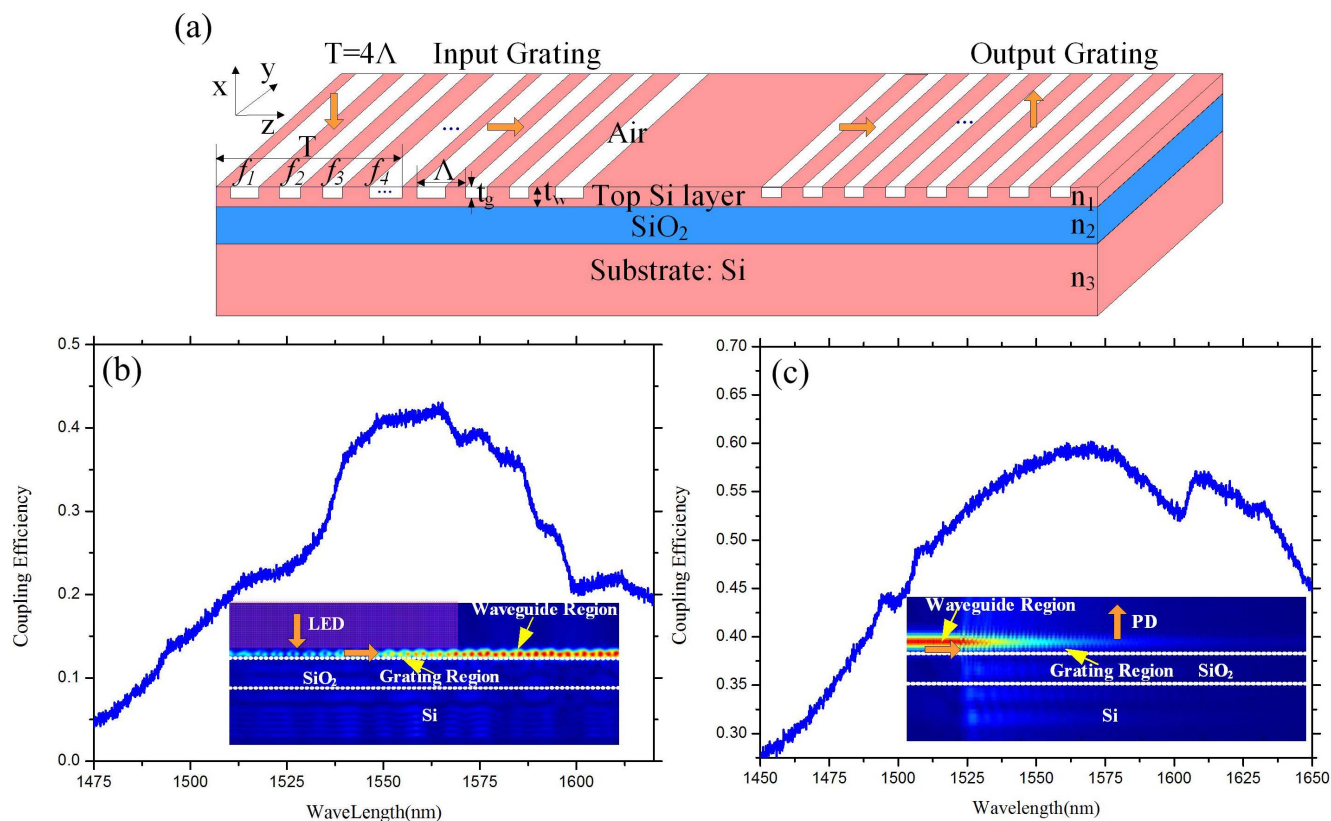 (a)
T=4Λ
Input Grating
Output Grating
x
y
z
T
...
Air
...
f1 f2 f3 f4
...
Λ
tg
tw
Top Si layer
n1
SiO2
n2
Substrate: Si
n3
(b)
0.5
0.4
0.3
0.2
0.1
0.0
Coupling Efficiency
LED
Waveguide Region
SiO2
Grating Region
Si
1475 1500 1525 1550 1575 1600
WaveLength(nm)
(c)
0.70
0.65
0.60
0.55
0.50
0.45
0.40
0.35
0.30
Coupling Efficiency
Waveguide Region
PD
Grating Region
SiO2
Si
1450 1475 1500 1525 1550 1575 1600 1625 1650
Wavelength(nm)